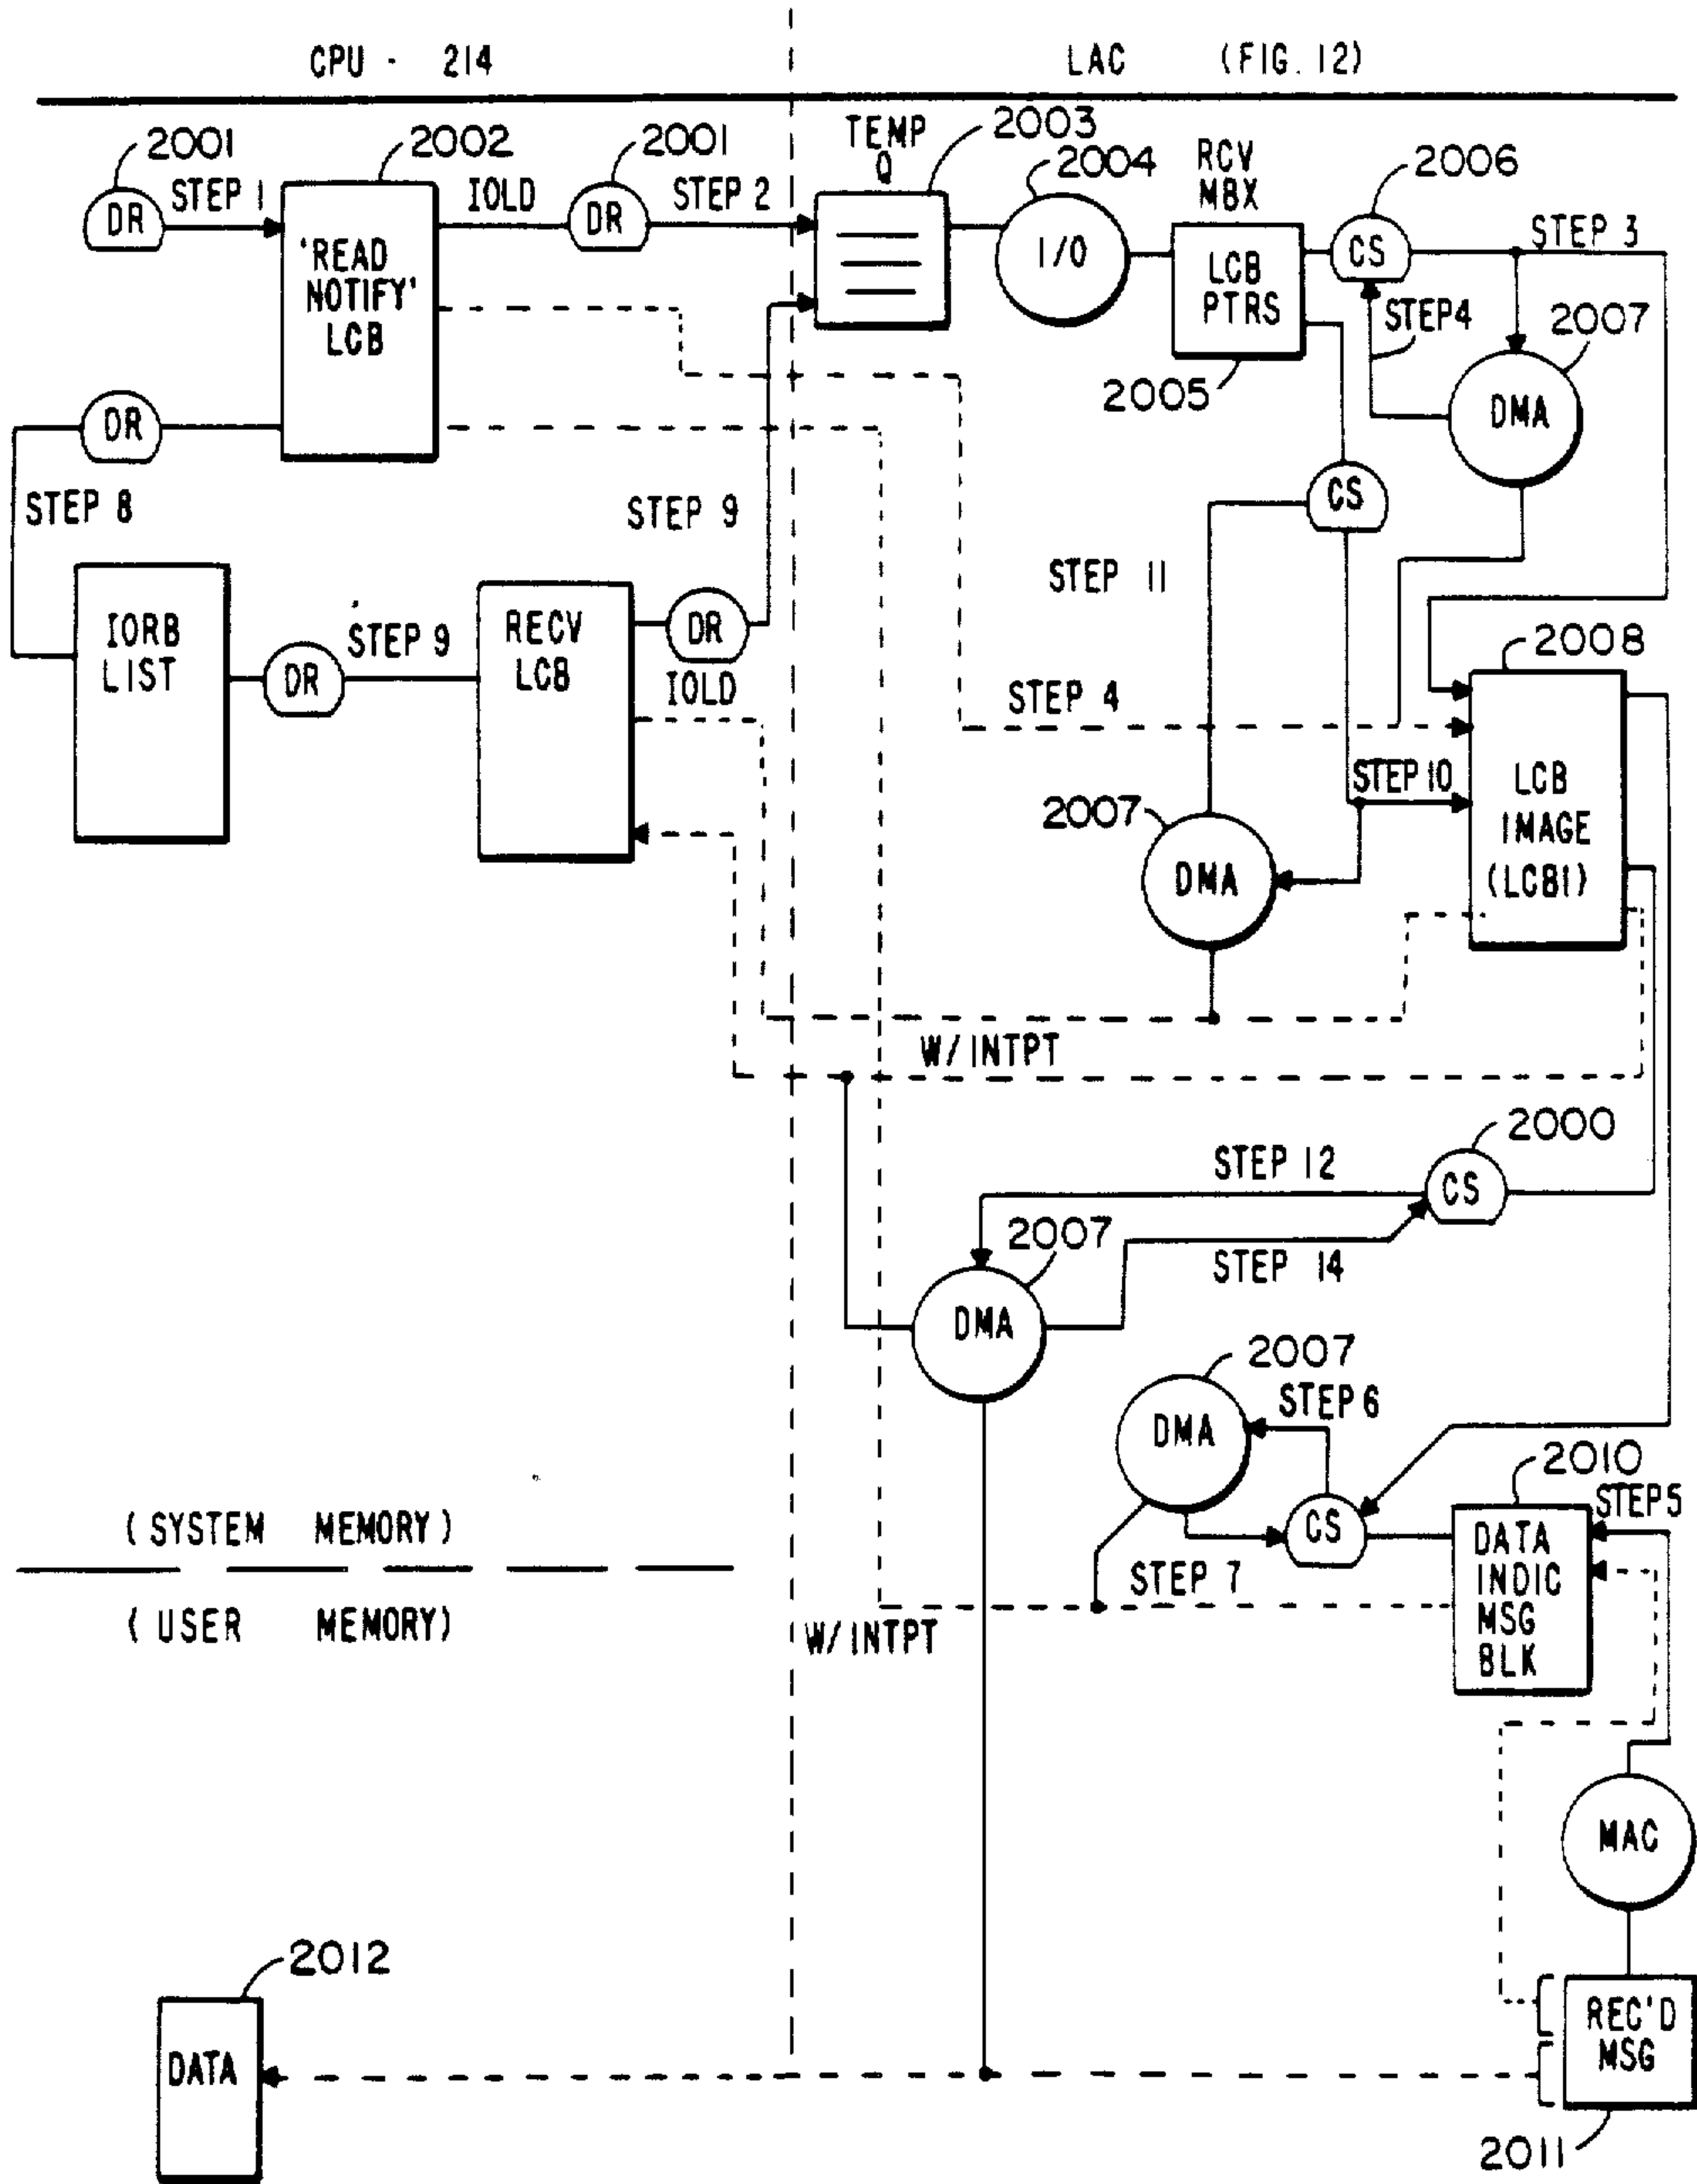 CPU - 214
LAC (FIG. 12)
2001
2002
2001
TEMP
Q
2003
2004
RCV
MBX
2006
DR
STEP 1
'READ
NOTIFY'
LCB
IOLD
DR
STEP 2
I/O
LCB
PTRS
CS
STEP 3
STEP4
2007
2005
DMA
DR
STEP 8
CS
STEP 9
STEP 11
IORB
LIST
DR
STEP 9
RECV
LCB
DR
IOLD
STEP 4
2008
STEP 10
LCB
IMAGE
(LCB1)
2007
DMA
W/INTPT
2000
STEP 12
CS
2007
STEP 14
DMA
2007
STEP 6
DMA
2010
STEP5
CS
DATA
INDIC
MSG
BLK
STEP 7
(SYSTEM MEMORY)
(USER MEMORY)
W/INTPT
MAC
2012
DATA
REC'D
MSG
2011